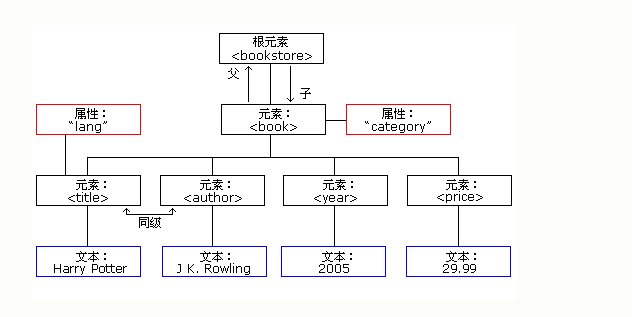 根元素
<bookstore>
父
子
属性：
“lang”
元素：
<book>
属性：
“category”
元素：
<title>
元素：
<author>
元素：
<year>
元素：
<price>
同级
文本：
Harry Potter
文本：
J K. Rowling
文本：
2005
文本：
29.99